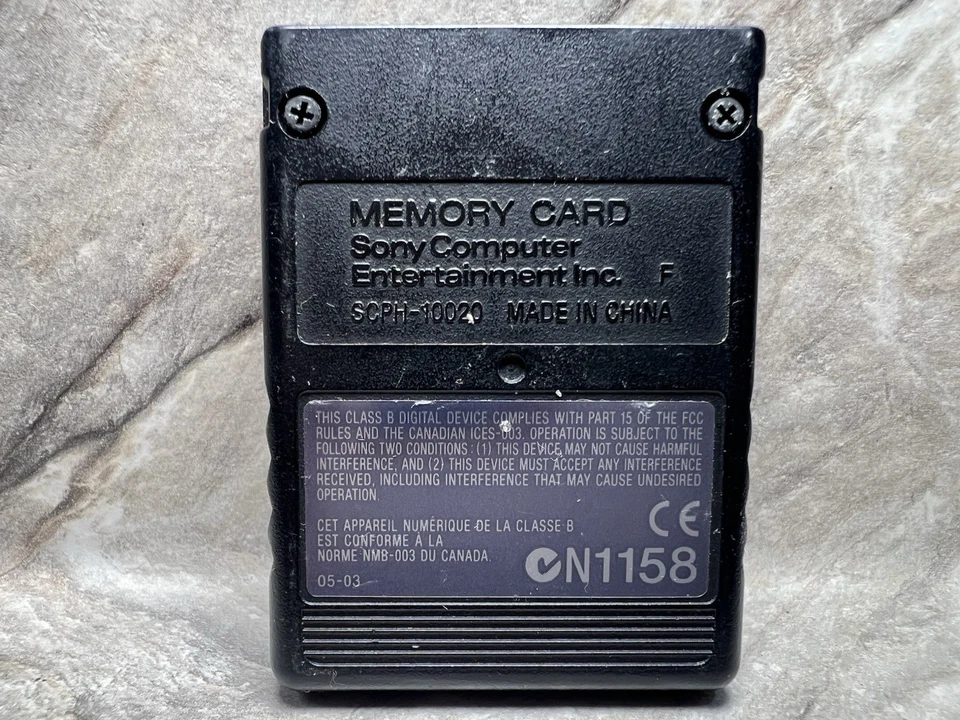 MEMORY CARD
Sony Computer
Entertainment Inc. F
SCPH-10020 MADE IN CHINA
THIS CLASS B DIGITAL DEVICE COMPLIES WITH PART 15 OF THE FCC
RULES AND THE CANADIAN ICES-003. OPERATION IS SUBJECT TO THE
FOLLOWING TWO CONDITIONS : (1) THIS DEVICE MAY NOT CAUSE HARMFUL
INTERFERENCE, AND (2) THIS DEVICE MUST ACCEPT ANY INTERFERENCE
RECEIVED, INCLUDING INTERFERENCE THAT MAY CAUSE UNDESIRED
OPERATION.
CET APPAREIL NUMÉRIQUE DE LA CLASSE B
EST CONFORME À LA
NORME NMB-003 DU CANADA.
CE
N1158
05-03